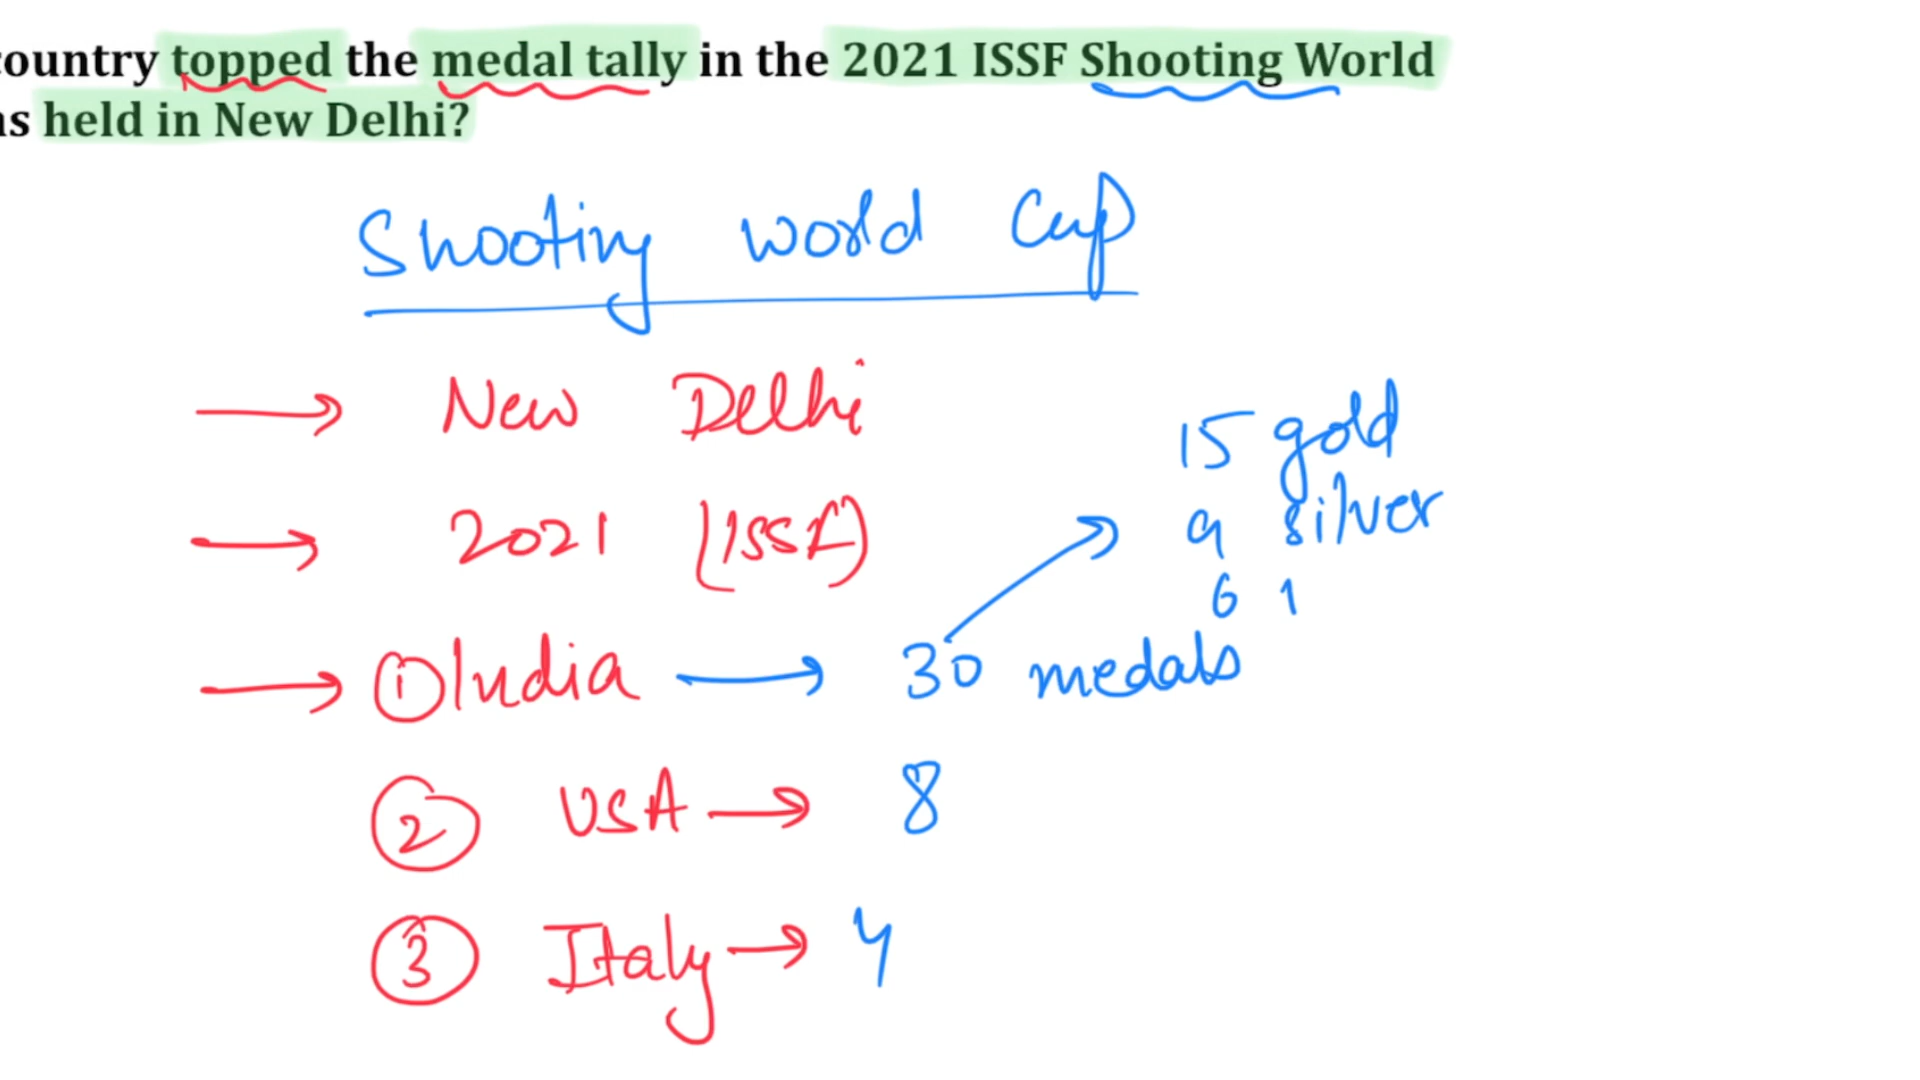 country topped the medal tally in the 2021 ISSF Shooting World
held in New Delhi?
Shooting world Cup
→ New Delhi
15 gold
→ 2021 (ISSF)
9 silver
6 1
→ ① India → 30 medals
② USA → 8
③ Italy → 4